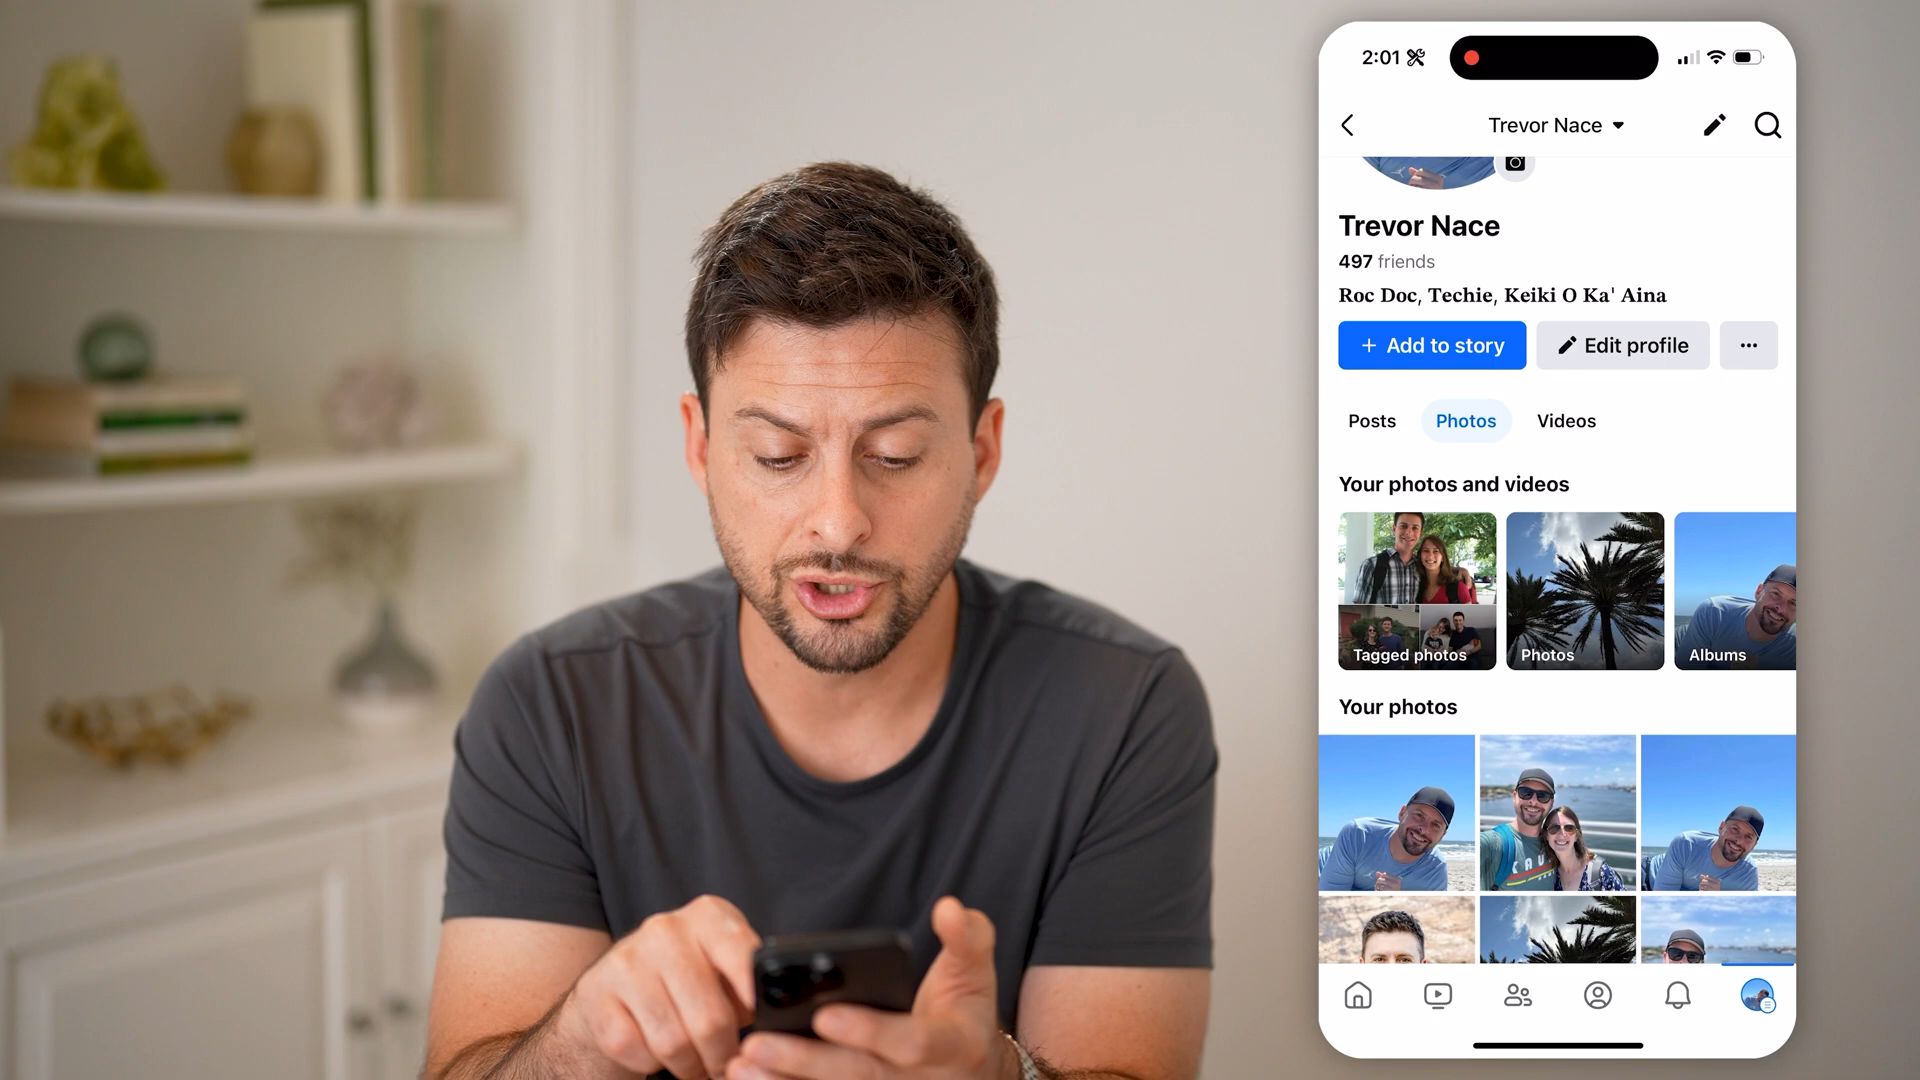 2:01
Trevor Nace
Trevor Nace
497 friends
Roc Doc, Techie, Keiki O Ka' Aina
+ Add to story
Edit profile
...
Posts
Photos
Videos
Your photos and videos
Tagged photos
Photos
Albums
Your photos